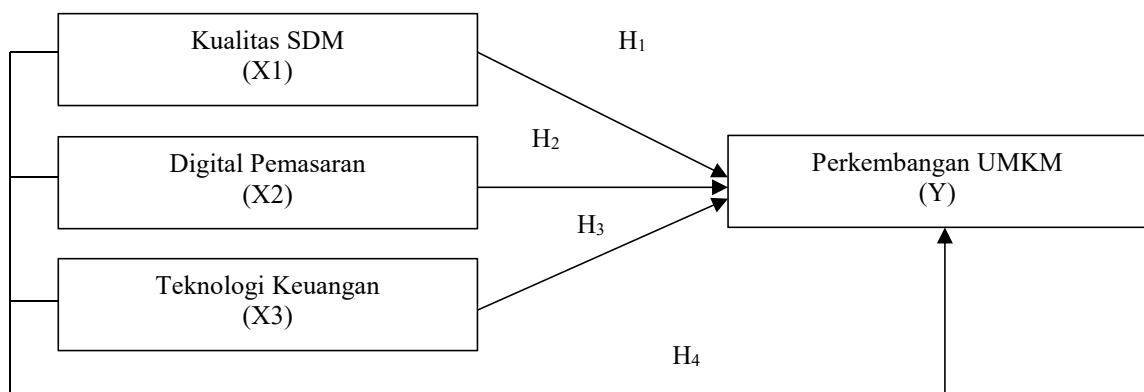 Kualitas SDM
(X1)
H₁
Digital Pemasaran
(X2)
H₂
Perkembangan UMKM
(Y)
Teknologi Keuangan
(X3)
H₃
H₄